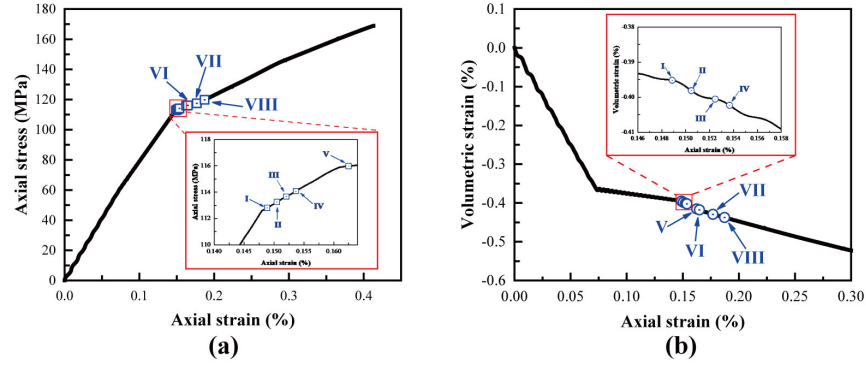 180
160
140
120
100
80
60
40
20
0
Axial stress (MPa)
0.0
0.1
0.2
0.3
0.4
Axial strain (%)
VI
VII
VIII
118
116
114
112
110
Axial stress (MPa)
0.140
0.145
0.150
0.155
0.160
Axial strain (%)
I
II
III
IV
V
(a)
0.1
0.0
-0.1
-0.2
-0.3
-0.4
-0.5
-0.6
Volumetric strain (%)
0.00
0.05
0.10
0.15
0.20
0.25
0.30
Axial strain (%)
V
VI
VII
VIII
-0.38
-0.39
-0.40
-0.41
Volumetric strain (%)
0.146
0.148
0.150
0.152
0.154
0.156
0.158
Axial strain (%)
I
II
III
IV
(b)